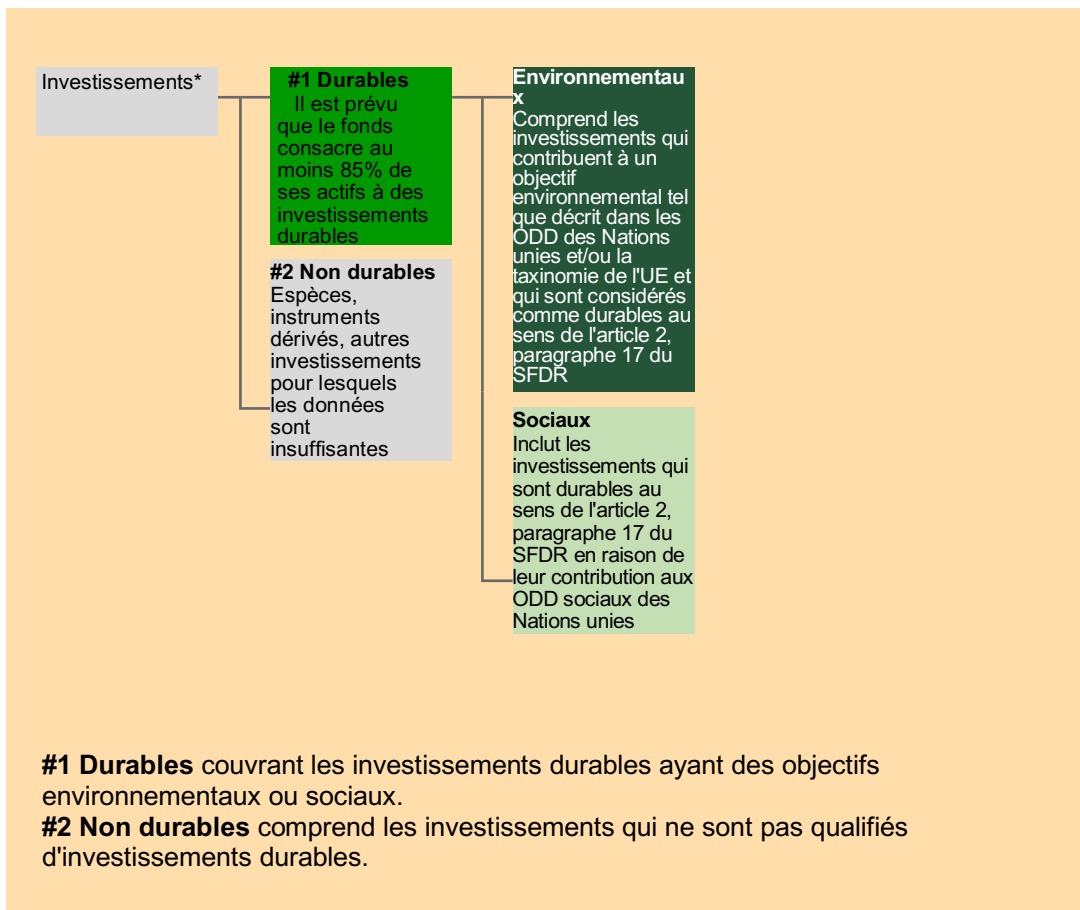 Investissements*
#1 Durables
Il est prévu
que le fonds
consacre au
moins 85% de
ses actifs à des
investissements
durables
#2 Non durables
Espèces,
instruments
dérivés, autres
investissements
pour lesquels
les données
sont
insuffisantes
Environnementau
x
Comprend les
investissements qui
contribuent à un
objectif
environnemental tel
que décrit dans les
ODD des Nations
unies et/ou la
taxinomie de l'UE et
qui sont considérés
comme durables au
sens de l'article 2,
paragraphe 17 du
SFDR
Sociaux
Inclut les
investissements qui
sont durables au
sens de l'article 2,
paragraphe 17 du
SFDR en raison de
leur contribution aux
ODD sociaux des
Nations unies
#1 Durables couvrant les investissements durables ayant des objectifs
environnementaux ou sociaux.
#2 Non durables comprend les investissements qui ne sont pas qualifiés
d'investissements durables.